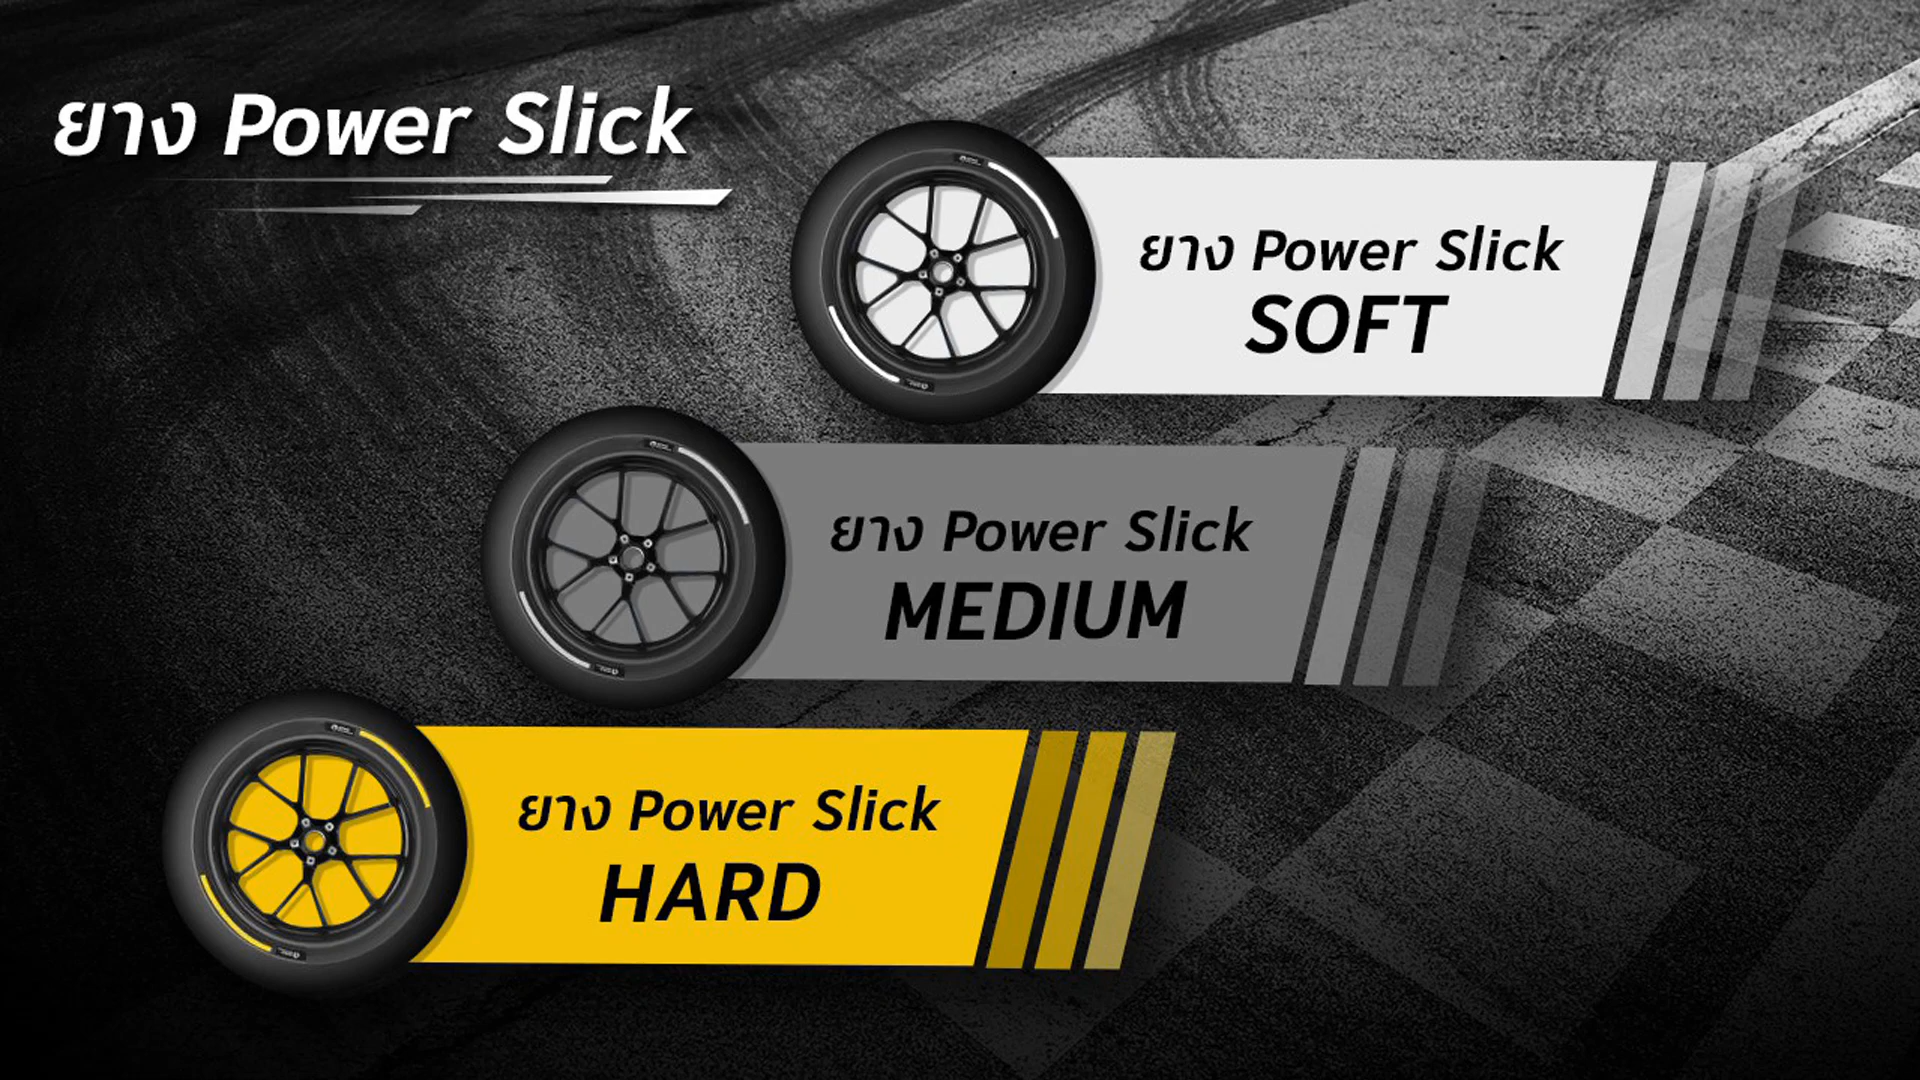 ยาง Power Slick
ยาง Power Slick
SOFT
ยาง Power Slick
MEDIUM
ยาง Power Slick
HARD